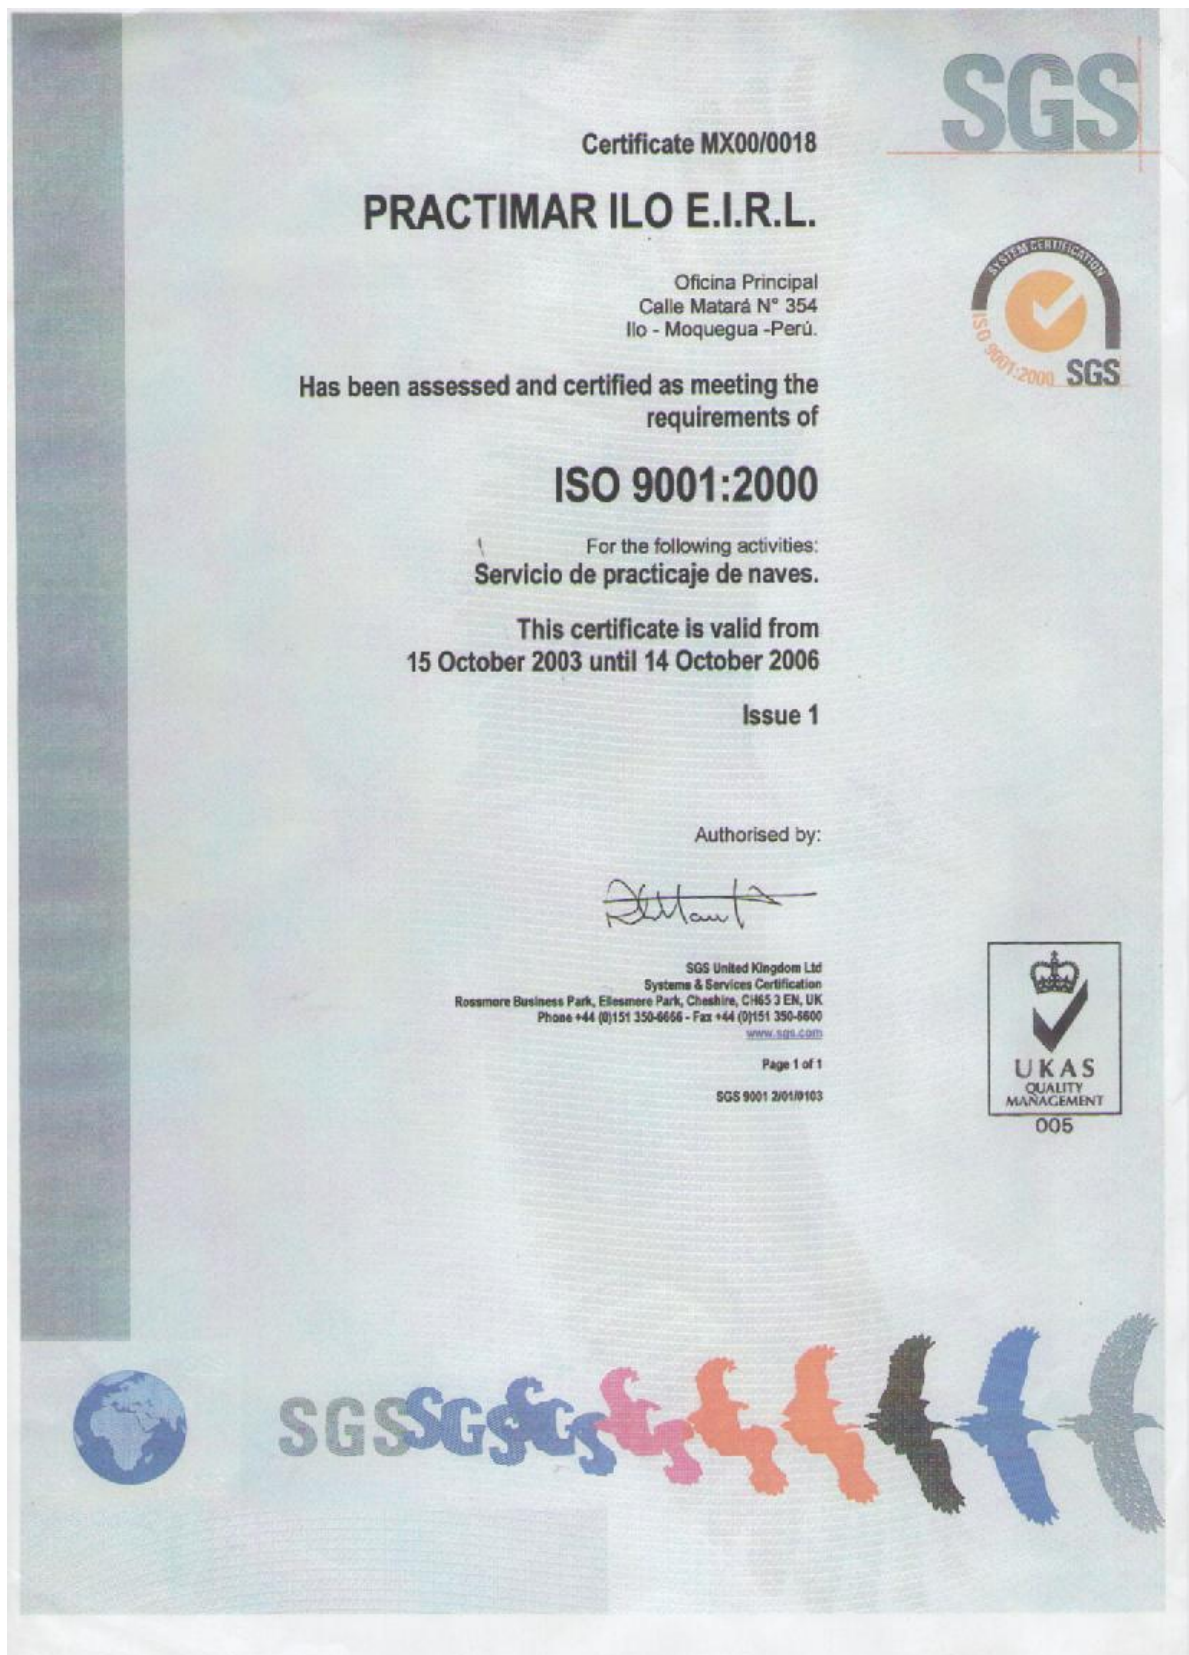 SGS
Certificate MX00/0018
PRACTIMAR ILO E.I.R.L.
Oficina Principal
Calle Matará N° 354
Ilo - Moquegua -Perú.
SYSTEM CERTIFICATION
ISO 9001:2000
SGS
Has been assessed and certified as meeting the
requirements of
ISO 9001:2000
For the following activities:
Servicio de practicaje de naves.
This certificate is valid from
15 October 2003 until 14 October 2006
Issue 1
Authorised by:
SGS United Kingdom Ltd
Systems & Services Certification
Rossmore Business Park, Ellesmere Park, Cheshire, CH65 3 EN, UK
Phone +44 (0)151 350-6666 - Fax +44 (0)151 350-6600
www.sgs.com
Page 1 of 1
SGS 9001 2/01/0103
UKAS
QUALITY
MANAGEMENT
005
SGSSGSSGS